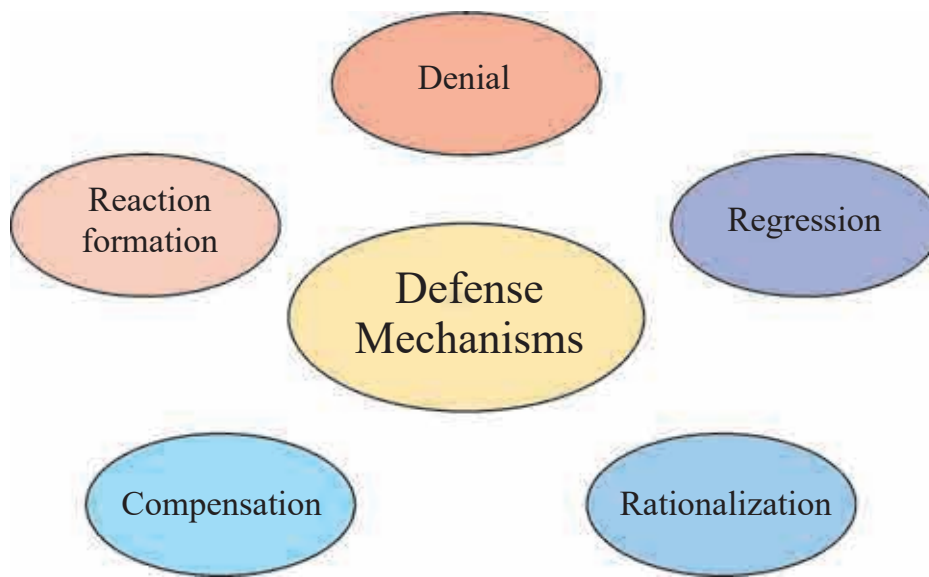 Denial
Reaction
formation
Regression
Defense
Mechanisms
Compensation
Rationalization